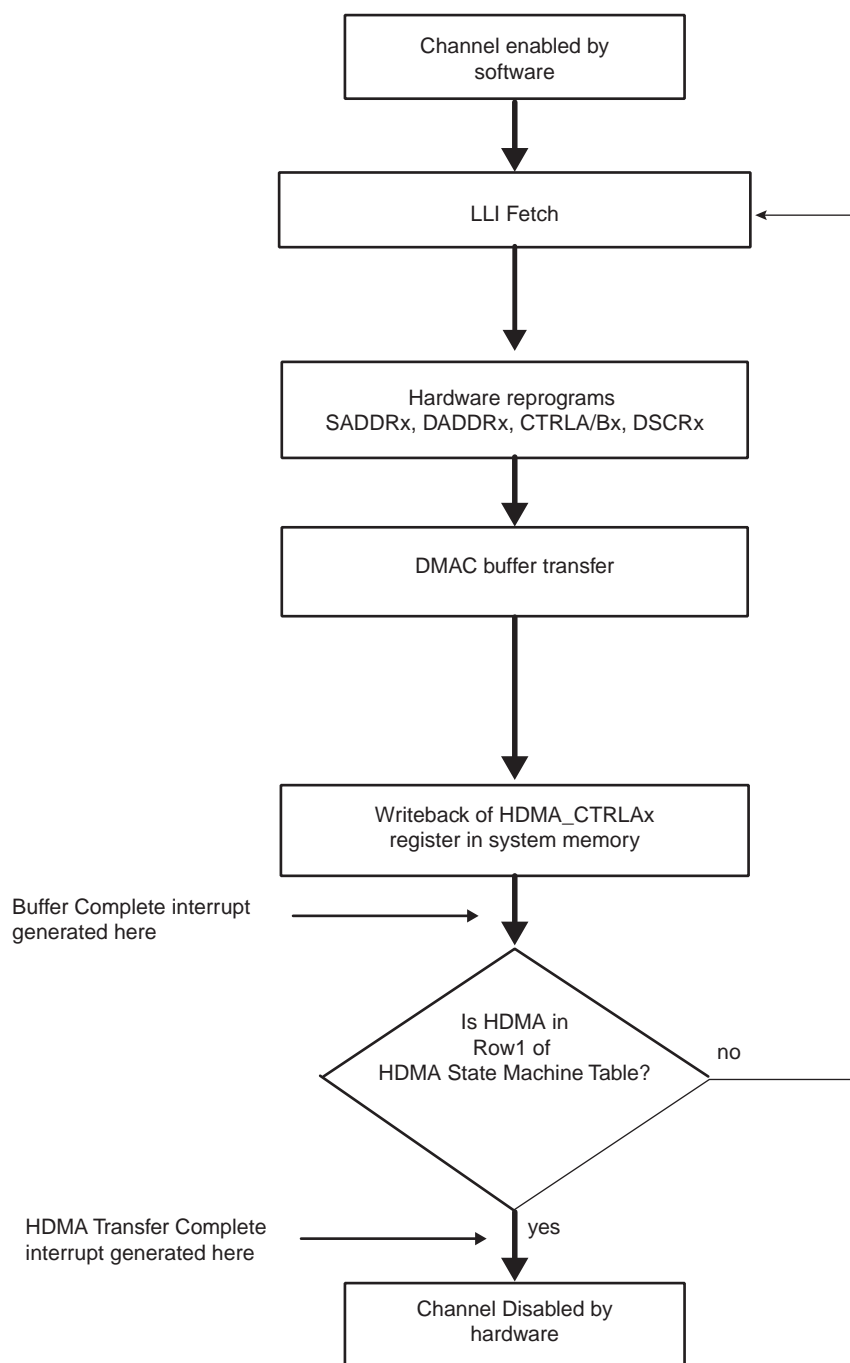 Channel enabled by
software
LLI Fetch
Hardware reprograms
SADDRx, DADDRx, CTRLA/Bx, DSCRx
DMAC buffer transfer
Writeback of HDMA_CTRLAx
register in system memory
Buffer Complete interrupt
generated here
Is HDMA in
Row1 of
HDMA State Machine Table?
no
HDMA Transfer Complete
interrupt generated here
yes
Channel Disabled by
hardware